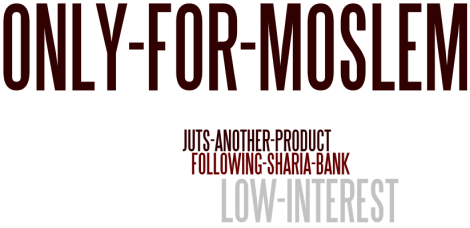 ONLY-FOR-MOSLEM
JUTS-ANOTHER-PRODUCT
FOLLOWING-SHARIA-BANK
LOW-INTEREST